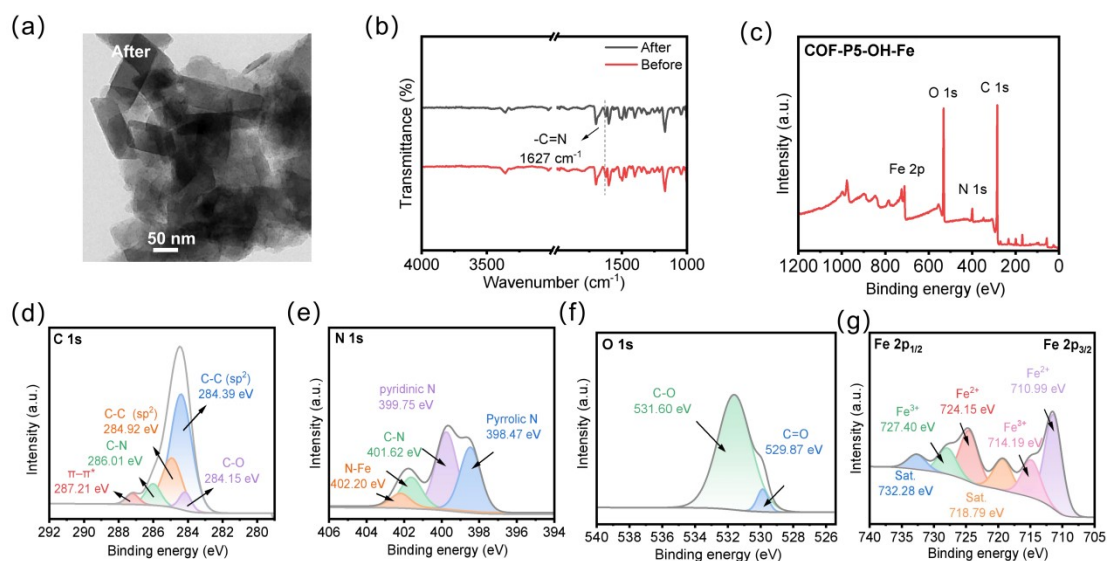 (a)
After
50 nm
(b)
After
Before
-C=N
1627 cm⁻¹
Transmittance (%)
4000 3500 1500 1000
Wavenumber (cm⁻¹)
(c)
COF-P5-OH-Fe
O 1s
C 1s
Fe 2p
N 1s
Intensity (a.u.)
1200 1000 800 600 400 200 0
Binding energy (eV)
(d)
C 1s
C-C (sp²)
284.39 eV
C-C (sp²)
284.92 eV
C-N
286.01 eV
π–π*
287.21 eV
C-O
284.15 eV
Intensity (a.u.)
292 290 288 286 284 282 280
Binding energy (eV)
(e)
N 1s
pyridinic N
399.75 eV
Pyrrolic N
398.47 eV
C-N
401.62 eV
N-Fe
402.20 eV
Intensity (a.u.)
406 404 402 400 398 396 394
Binding energy (eV)
(f)
O 1s
C-O
531.60 eV
C=O
529.87 eV
Intensity (a.u.)
540 538 536 534 532 530 528 526
Binding energy (eV)
(g)
Fe 2p₁/₂
Fe 2p₃/₂
Fe²⁺
710.99 eV
Fe²⁺
724.15 eV
Fe³⁺
727.40 eV
Fe³⁺
714.19 eV
Sat.
732.28 eV
Sat.
718.79 eV
Intensity (a.u.)
740 735 730 725 720 715 710 705
Binding energy (eV)